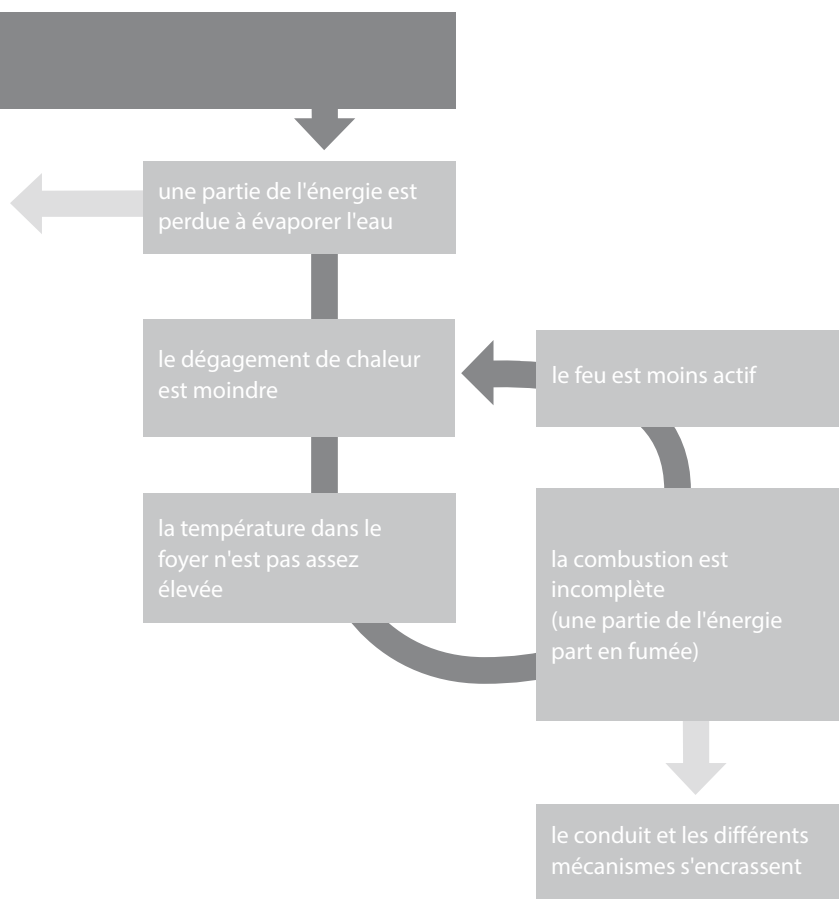 une partie de l'énergie est
perdue à évaporer l'eau
le dégagement de chaleur
est moindre
le feu est moins actif
la température dans le
foyer n'est pas assez
élevée
la combustion est
incomplète
(une partie de l'énergie
part en fumée)
le conduit et les différents
mécanismes s'encrassent